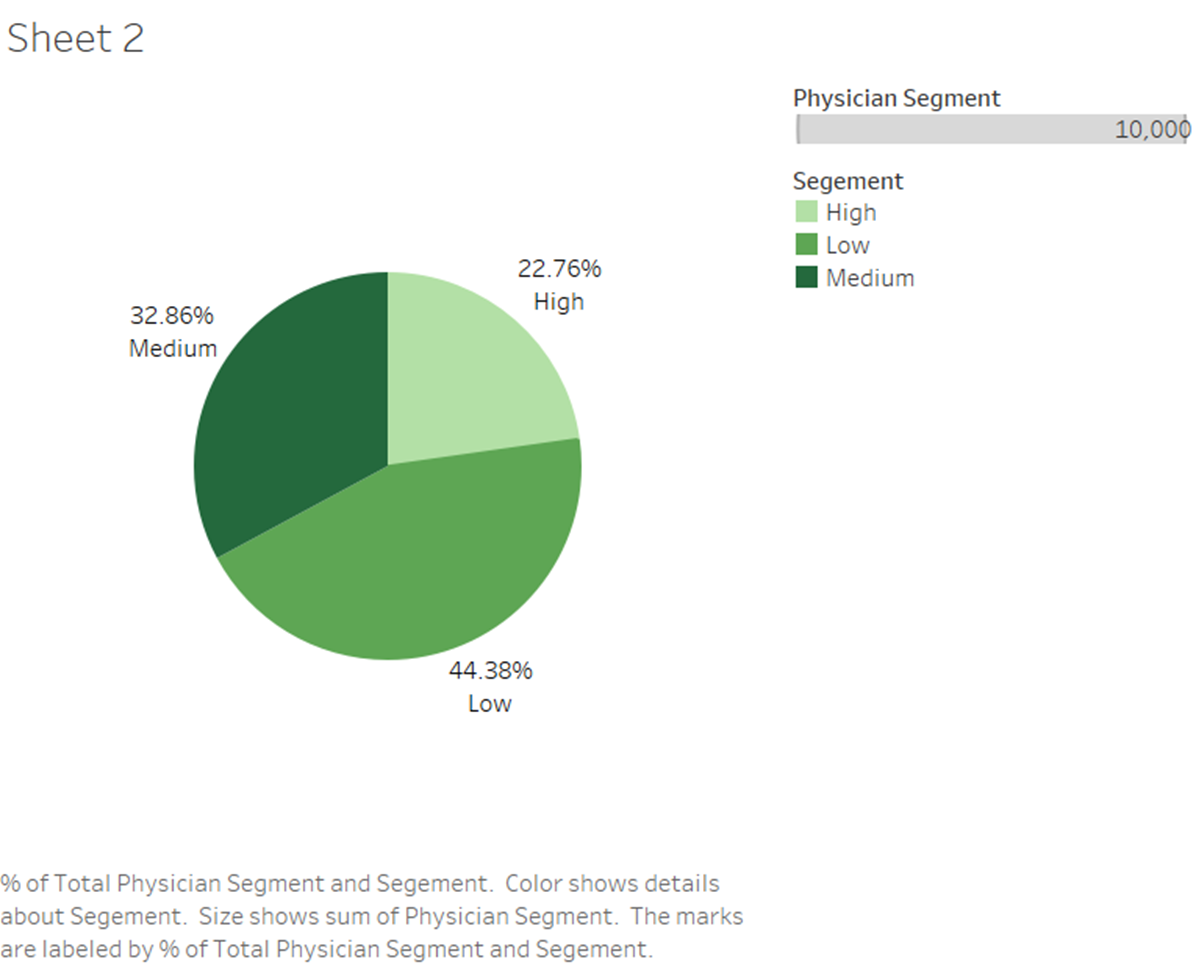 Sheet 2
Physician Segment
10,000
Segement
High
Low
Medium
22.76%
High
32.86%
Medium
44.38%
Low
% of Total Physician Segment and Segement.  Color shows details
about Segement.  Size shows sum of Physician Segment.  The marks
are labeled by % of Total Physician Segment and Segement.